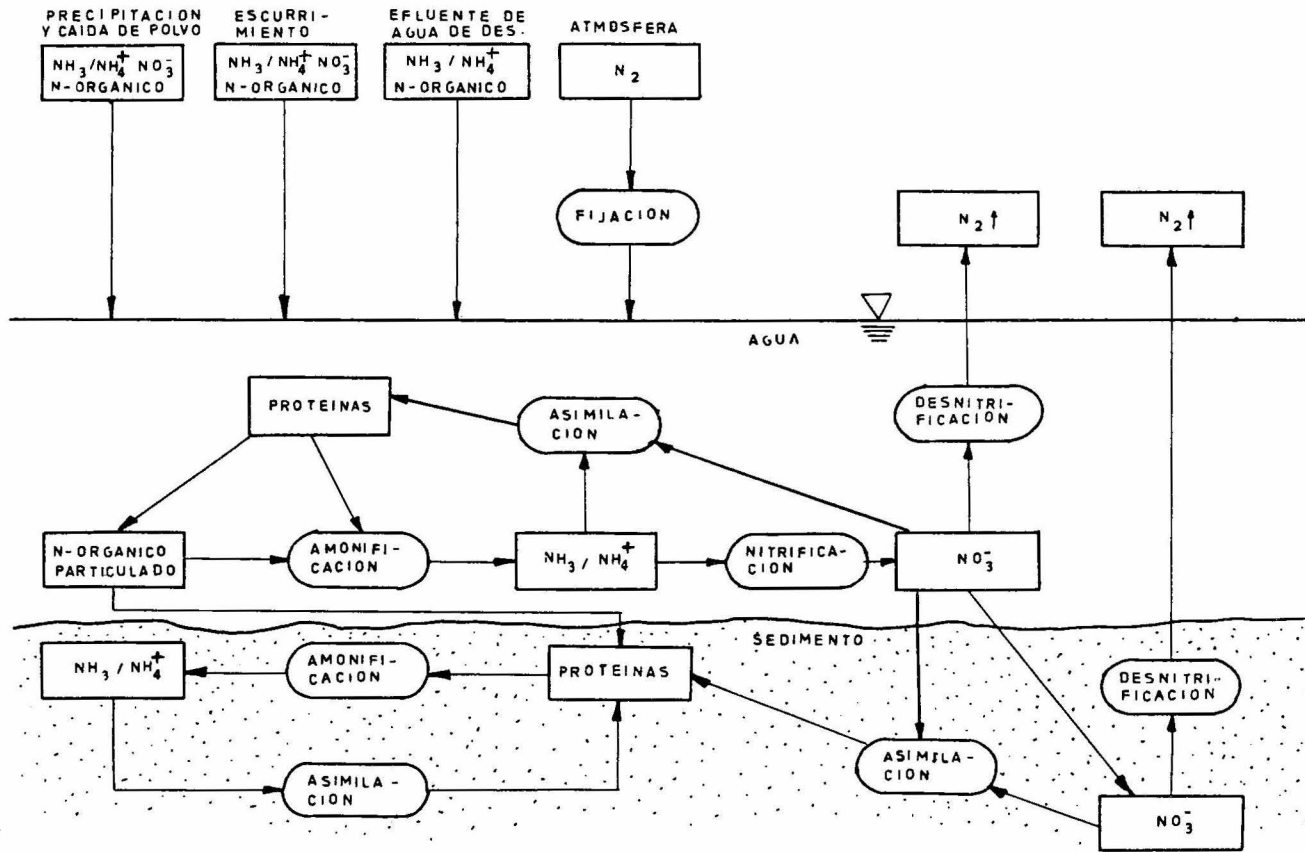 PRECIPITACION
Y CAIDA DE POLVO
NH3/NH4+ NO3-
N-ORGANICO
ESCURRI-
MIENTO
NH3/NH4+ NO3-
N-ORGANICO
EFLUENTE DE
AGUA DE DES.
NH3/NH4+
N-ORGANICO
ATMOSFERA
N2
FIJACION
N2↑
N2↑
AGUA
PROTEINAS
ASIMILA-
CION
DESNITRI-
FICACION
N-ORGANICO
PARTICULADO
AMONIFI-
CACION
NH3/NH4+
NITRIFICA-
CION
NO3-
SEDIMENTO
NH3/NH4+
AMONIFI-
CACION
PROTEINAS
DESNITRI-
FICACION
ASIMILA-
CION
ASIMILA-
CION
NO3-